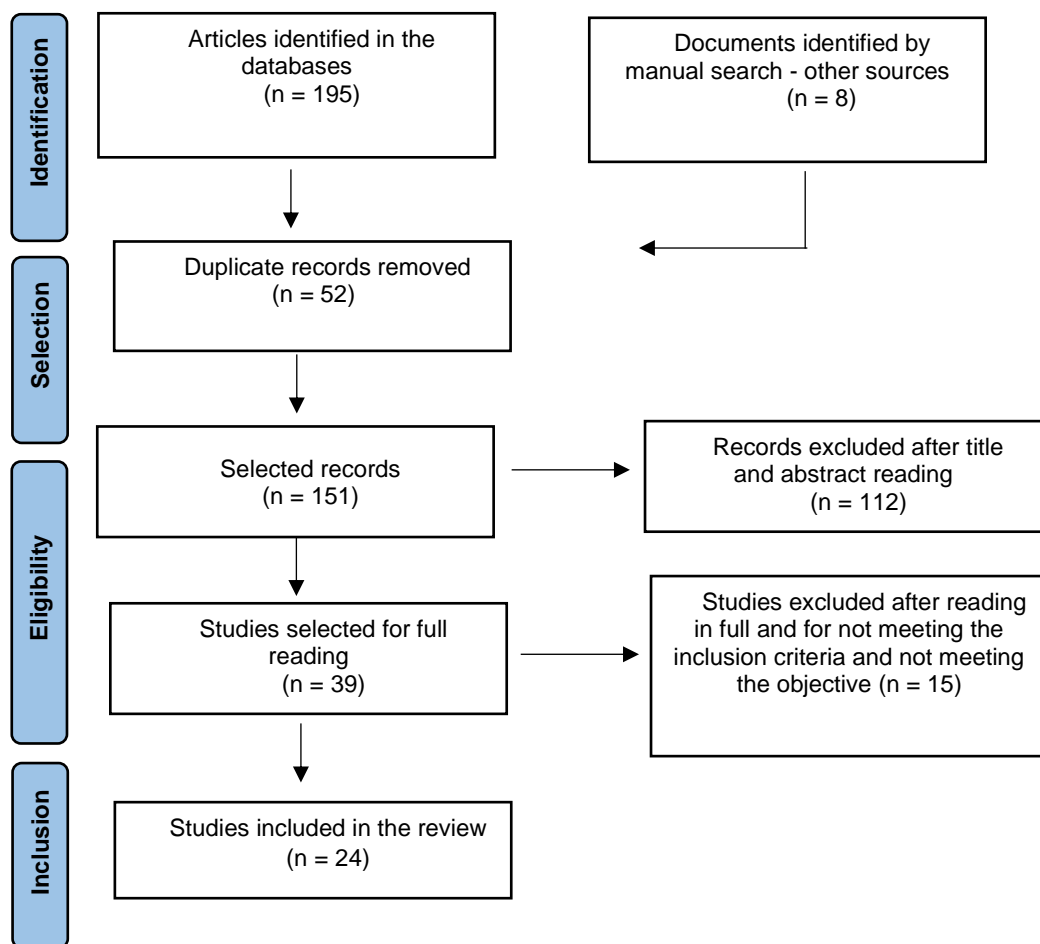 Identification
Articles identified in the
databases
(n = 195)
Documents identified by
manual search - other sources
(n = 8)
Selection
Duplicate records removed
(n = 52)
Selected records
(n = 151)
Records excluded after title
and abstract reading
(n = 112)
Eligibility
Studies selected for full
reading
(n = 39)
Studies excluded after reading
in full and for not meeting the
inclusion criteria and not meeting
the objective (n = 15)
Inclusion
Studies included in the review
(n = 24)